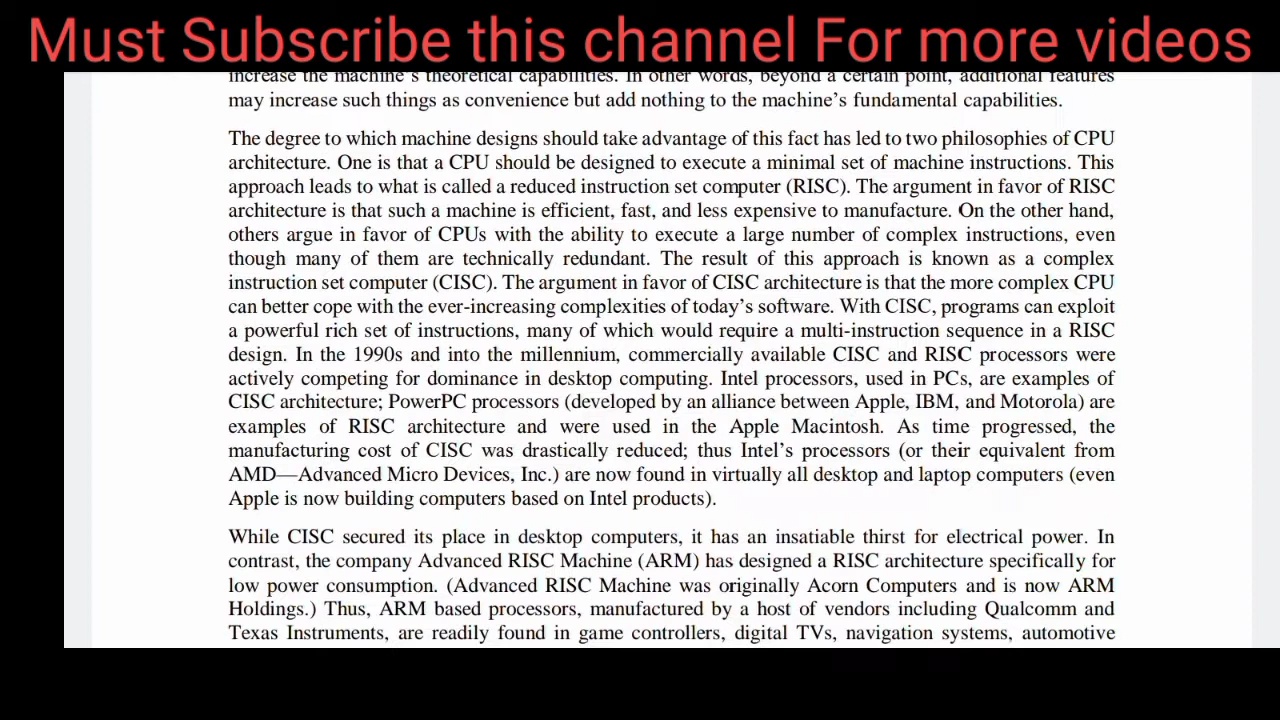 Must Subscribe this channel For more videos
increase the machine's theoretical capabilities. In other words, beyond a certain point, additional features
may increase such things as convenience but add nothing to the machine's fundamental capabilities.
The degree to which machine designs should take advantage of this fact has led to two philosophies of CPU
architecture. One is that a CPU should be designed to execute a minimal set of machine instructions. This
approach leads to what is called a reduced instruction set computer (RISC). The argument in favor of RISC
architecture is that such a machine is efficient, fast, and less expensive to manufacture. On the other hand,
others argue in favor of CPUs with the ability to execute a large number of complex instructions, even
though many of them are technically redundant. The result of this approach is known as a complex
instruction set computer (CISC). The argument in favor of CISC architecture is that the more complex CPU
can better cope with the ever-increasing complexities of today's software. With CISC, programs can exploit
a powerful rich set of instructions, many of which would require a multi-instruction sequence in a RISC
design. In the 1990s and into the millennium, commercially available CISC and RISC processors were
actively competing for dominance in desktop computing. Intel processors, used in PCs, are examples of
CISC architecture; PowerPC processors (developed by an alliance between Apple, IBM, and Motorola) are
examples of RISC architecture and were used in the Apple Macintosh. As time progressed, the
manufacturing cost of CISC was drastically reduced; thus Intel's processors (or their equivalent from
AMD—Advanced Micro Devices, Inc.) are now found in virtually all desktop and laptop computers (even
Apple is now building computers based on Intel products).
While CISC secured its place in desktop computers, it has an insatiable thirst for electrical power. In
contrast, the company Advanced RISC Machine (ARM) has designed a RISC architecture specifically for
low power consumption. (Advanced RISC Machine was originally Acorn Computers and is now ARM
Holdings.) Thus, ARM based processors, manufactured by a host of vendors including Qualcomm and
Texas Instruments, are readily found in game controllers, digital TVs, navigation systems, automotive